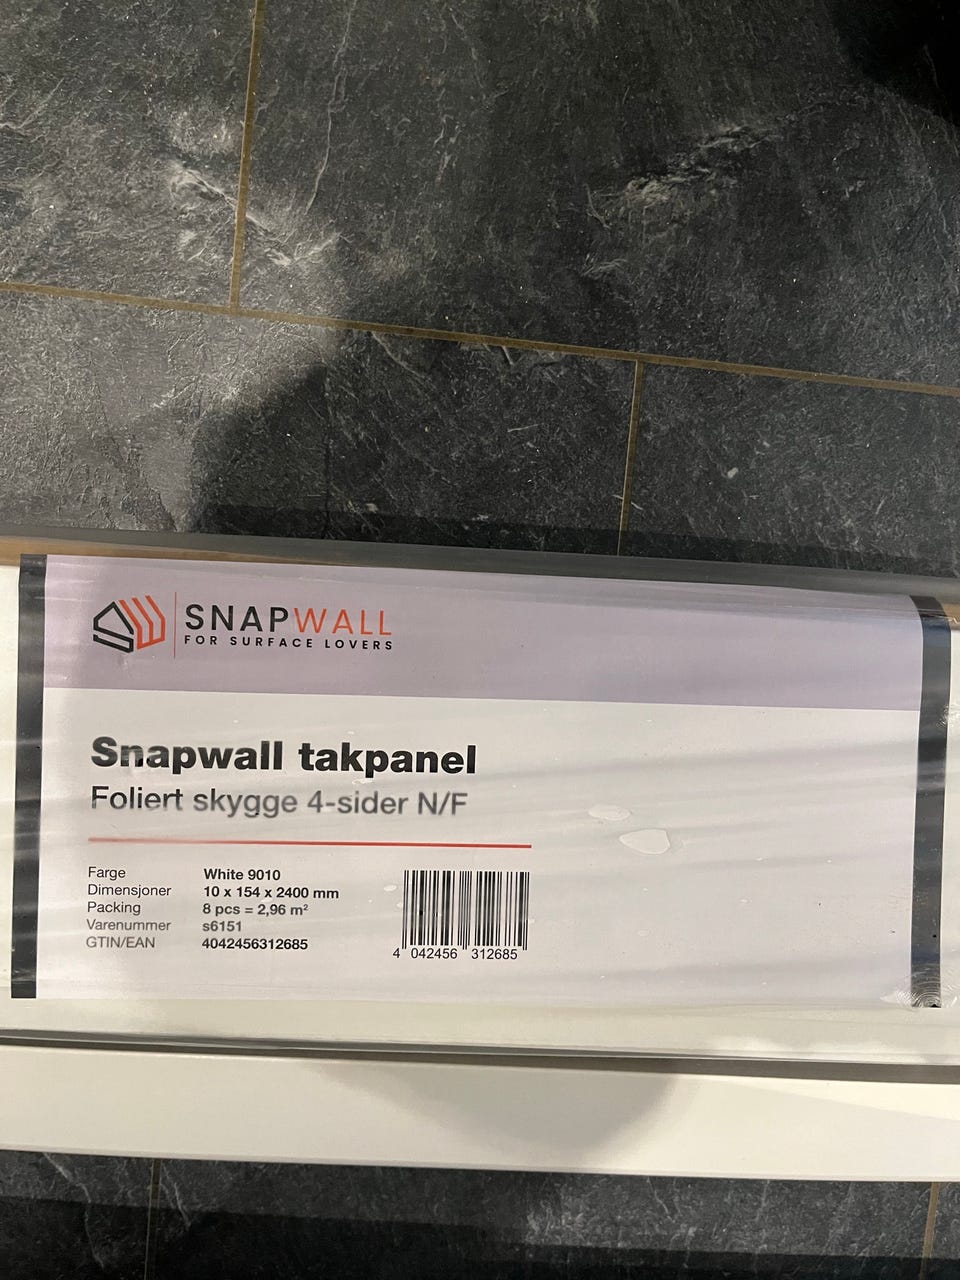 SNAPWALL
FOR SURFACE LOVERS
Snapwall takpanel
Foliert skygge 4-sider N/F
Farge White 9010
Dimensjoner 10 x 154 x 2400 mm
Packing 8 pcs = 2,96 m²
Varenummer s6151
GTIN/EAN 4042456312685
4 042456 312685